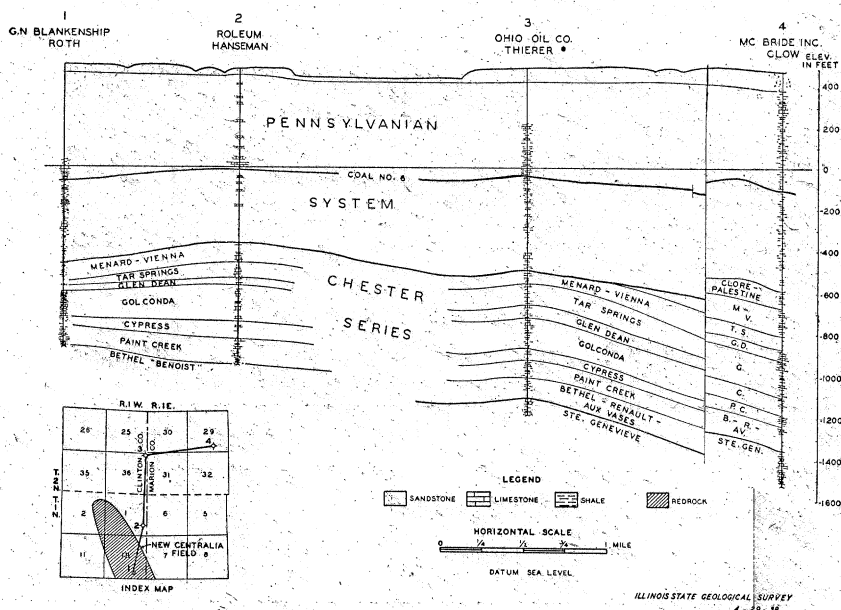 1
G.N BLANKENSHIP
ROTH
2
ROLEUM
HANSEMAN
3
OHIO OIL CO.
THIERER
4
MC BRIDE INC.
CLOW
ELEV.
IN FEET
400
200
0
-200
-400
-600
-800
-1000
-1200
-1400
-1600
PENNSYLVANIAN
COAL NO. 6
SYSTEM
MENARD - VIENNA
TAR SPRINGS
GLEN DEAN
GOLCONDA
CYPRESS
PAINT CREEK
BETHEL "BENOIST"
CHESTER
SERIES
MENARD - VIENNA
TAR SPRINGS
GLEN DEAN
GOLCONDA
CYPRESS
PAINT CREEK
BETHEL - RENAULT -
AUX VASES
STE. GENEVIEVE
CLORE -
PALESTINE
M -
V.
T. S.
G. D.
G.
C.
P. C.
B. - R. -
AV.
STE. GEN.
R.I W. R.IE.
26 25 30 29
4
3
35 36 31 32
CLINTON CO.
MARION CO.
T. 2 N.
T. I N.
2 1 6 5
2
11 7 8
1
NEW CENTRALIA
FIELD
INDEX MAP
LEGEND
SANDSTONE LIMESTONE SHALE REDROCK
HORIZONTAL SCALE
0 1/4 1/2 3/4 1 MILE
DATUM SEA LEVEL
ILLINOIS STATE GEOLOGICAL SURVEY